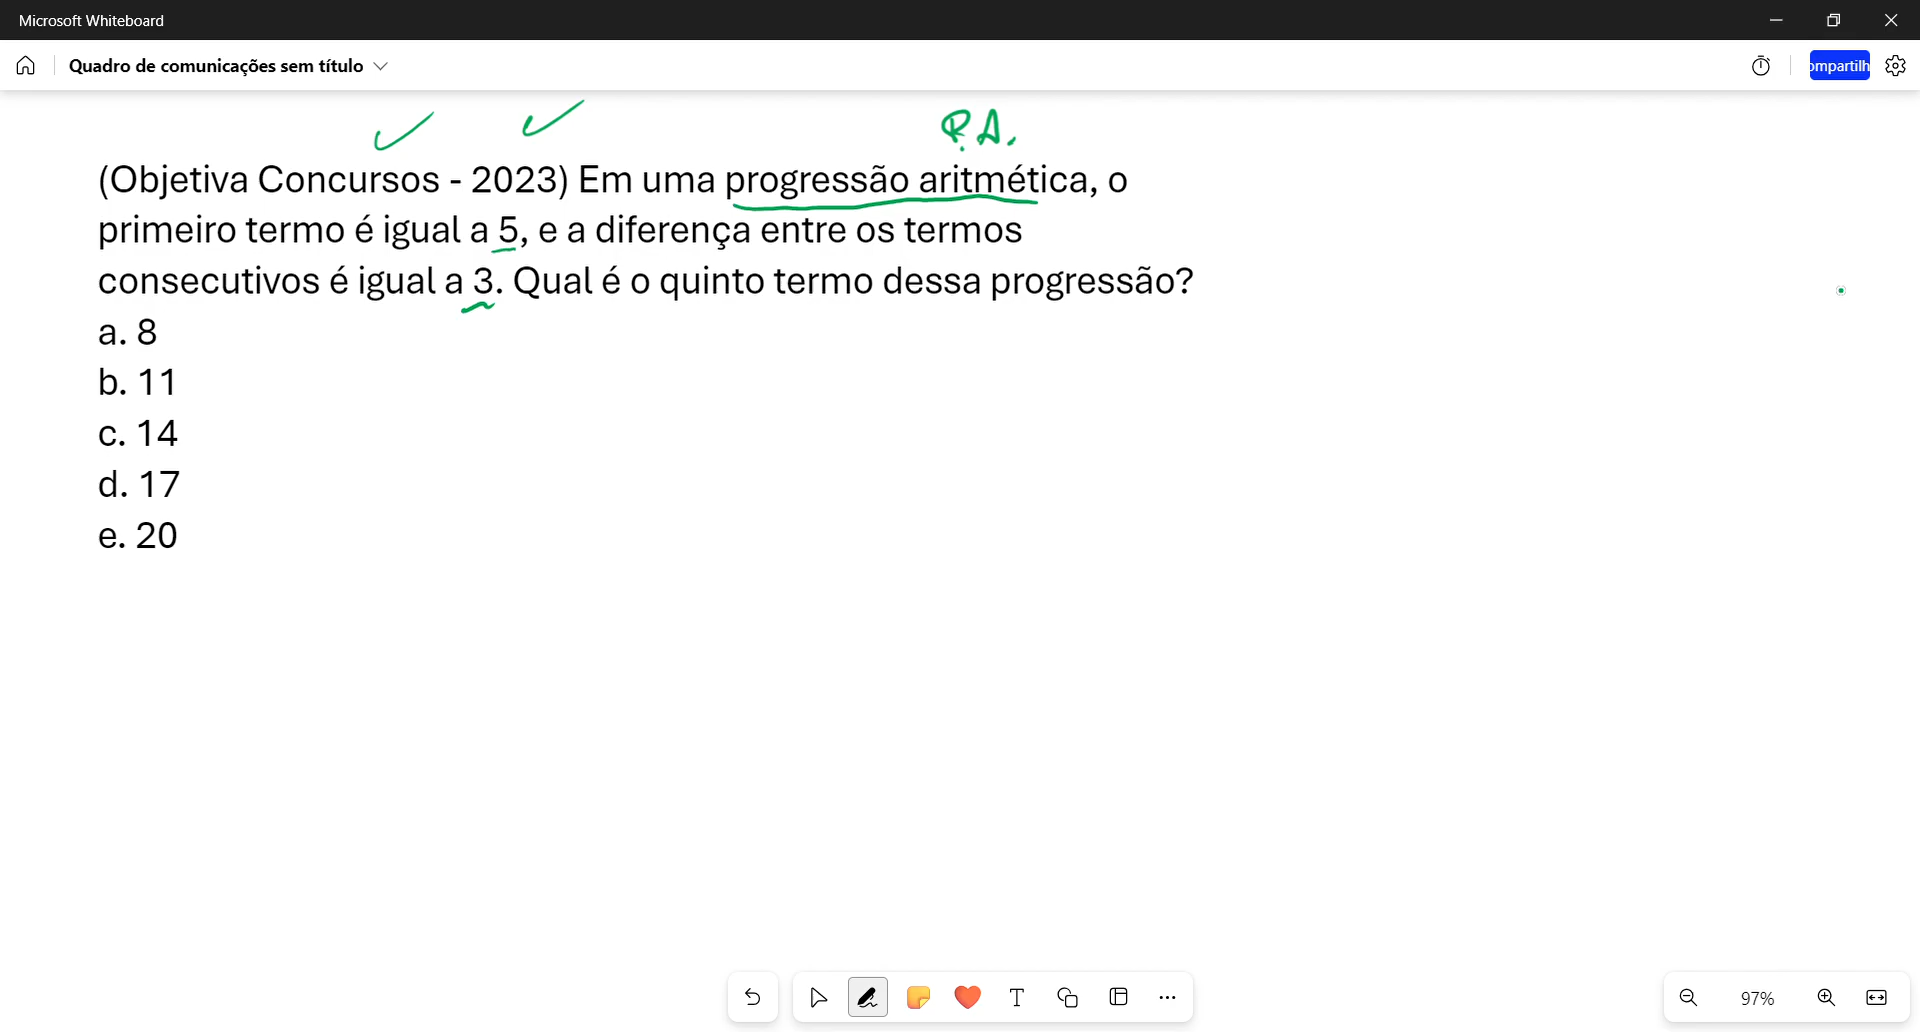 Microsoft Whiteboard
Quadro de comunicações sem título
ompartilh
P.A.
(Objetiva Concursos - 2023) Em uma progressão aritmética, o
primeiro termo é igual a 5, e a diferença entre os termos
consecutivos é igual a 3. Qual é o quinto termo dessa progressão?
a. 8
b. 11
c. 14
d. 17
e. 20
97%